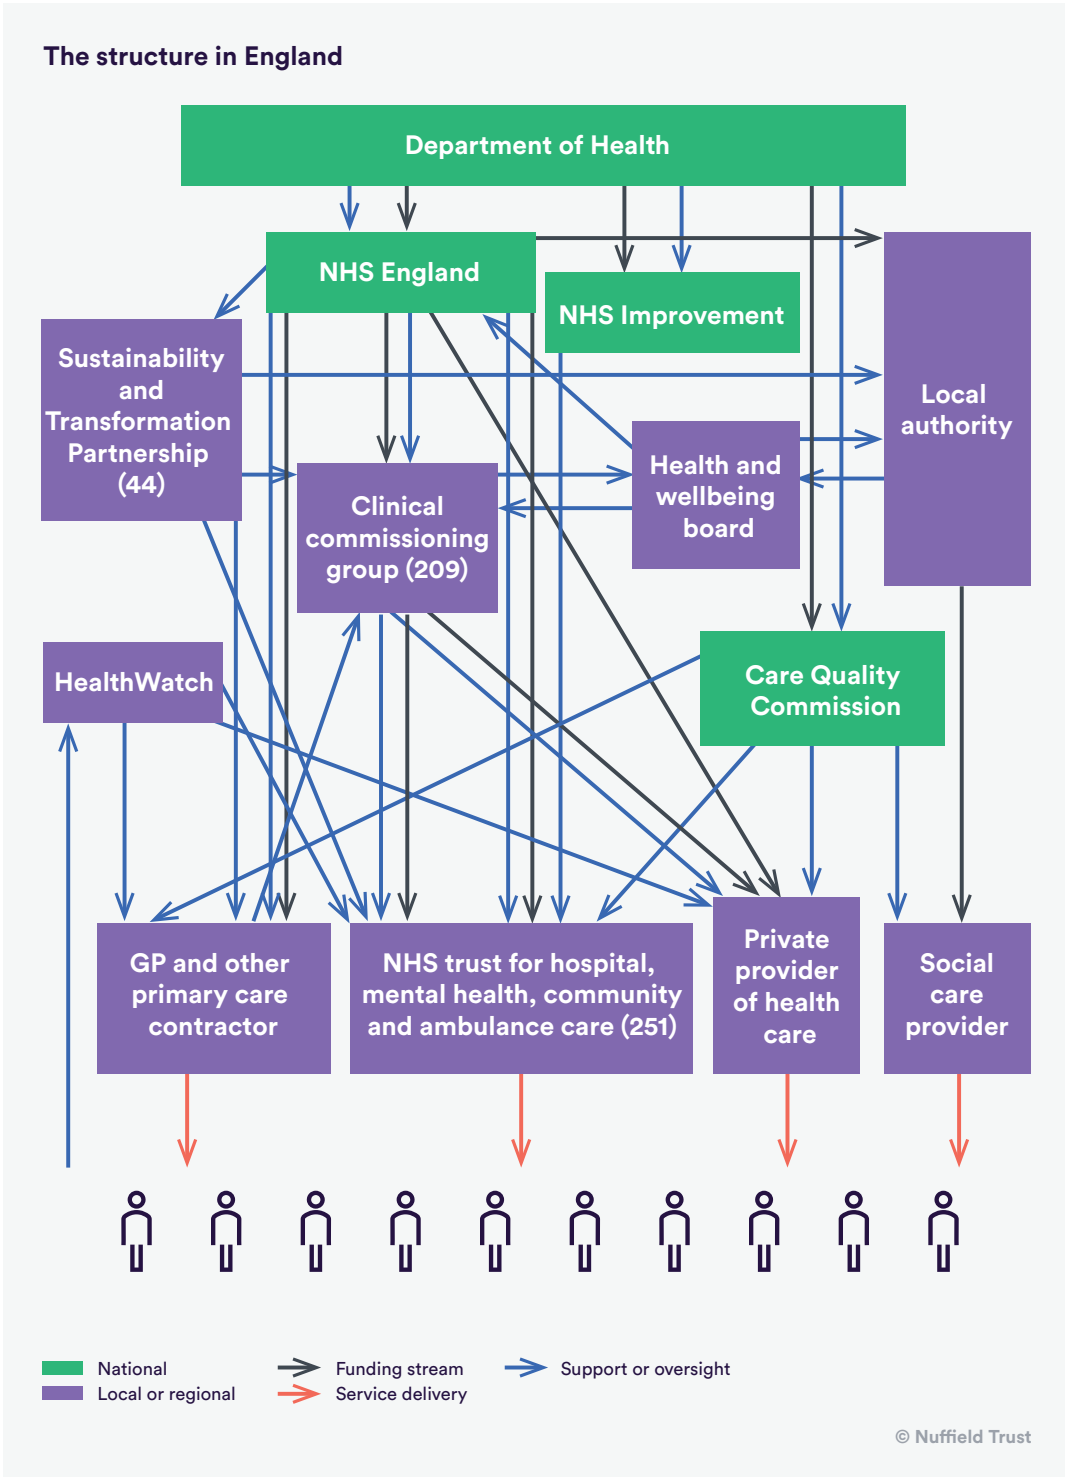 The structure in England
Department of Health
NHS England
NHS Improvement
Sustainability
and
Transformation
Partnership
(44)
Local
authority
Health and
wellbeing
board
Clinical
commissioning
group (209)
HealthWatch
Care Quality
Commission
GP and other
primary care
contractor
NHS trust for hospital,
mental health, community
and ambulance care (251)
Private
provider
of health
care
Social
care
provider
National
Local or regional
Funding stream
Service delivery
Support or oversight
© Nuffield Trust